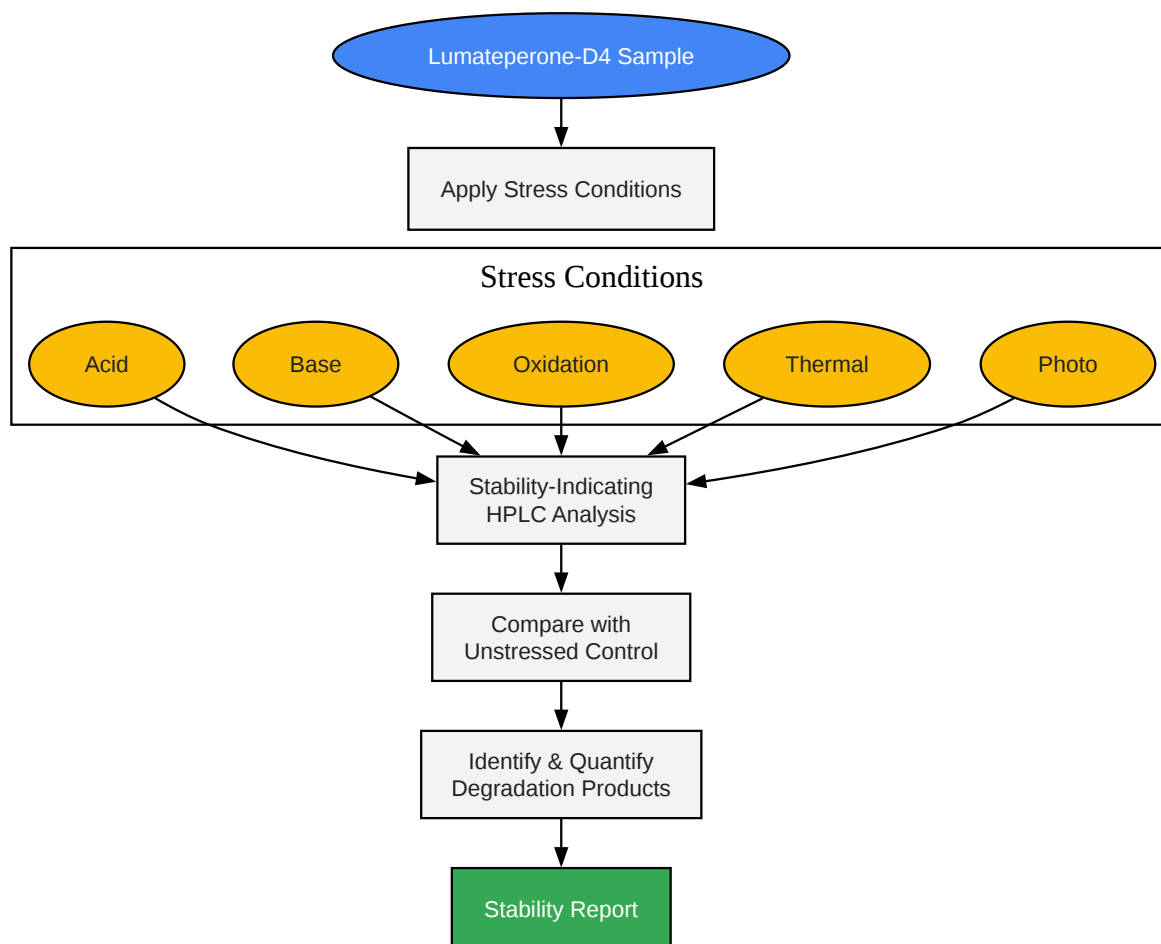 Lumateperone-D4 Sample
Apply Stress Conditions
Stress Conditions
Acid
Base
Oxidation
Thermal
Photo
Stability-Indicating
HPLC Analysis
Compare with
Unstressed Control
Identify & Quantify
Degradation Products
Stability Report